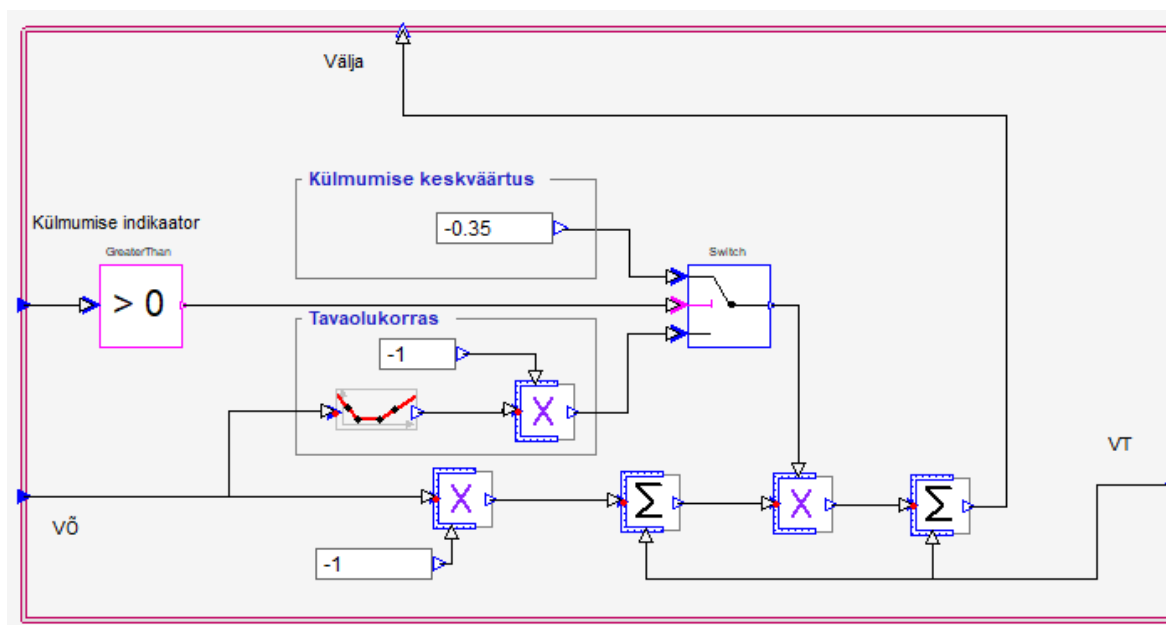 Välja
Külmumise keskväärtus
-0.35
Külmumise indikaator
GreaterThan
> 0
Switch
Tavaolukorras
-1
X
VT
X
Σ
X
Σ
VÕ
-1